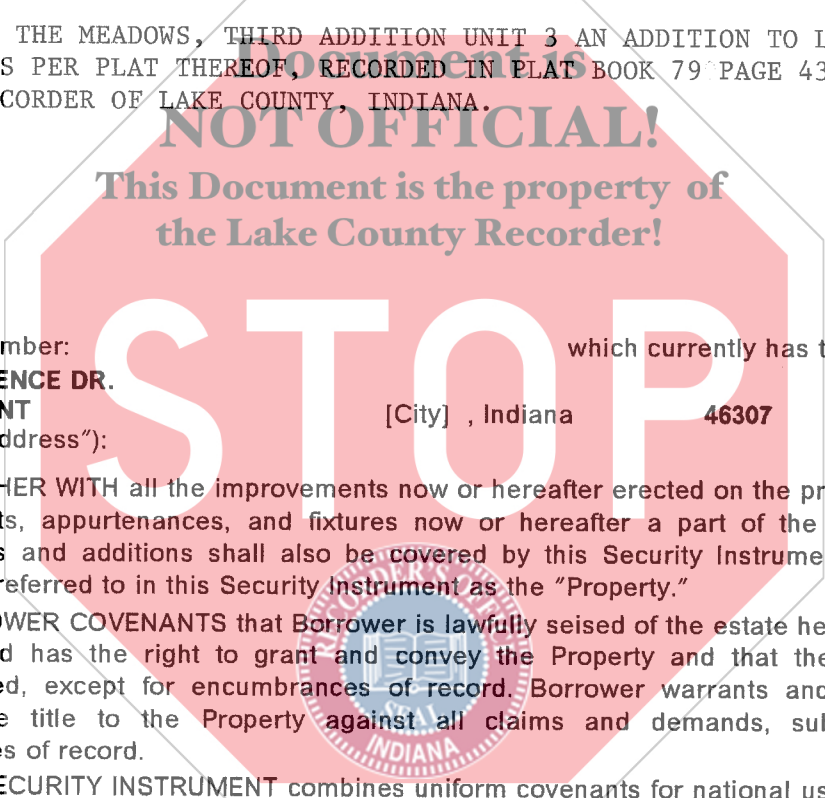 THE MEADOWS, THIRD ADDITION UNIT 3 AN ADDITION TO L
S PER PLAT THEREOF, RECORDED IN PLAT BOOK 79 PAGE 43
CORDER OF LAKE COUNTY, INDIANA.
Document is
NOT OFFICIAL!
This Document is the property of
the Lake County Recorder!
STOP
mber: which currently has t
ENCE DR.
NT [City] , Indiana 46307
ddress"):
HER WITH all the improvements now or hereafter erected on the pr
ts, appurtenances, and fixtures now or hereafter a part of the
s and additions shall also be covered by this Security Instrume
referred to in this Security Instrument as the "Property."
OWER COVENANTS that Borrower is lawfully seised of the estate he
d has the right to grant and convey the Property and that the
ed, except for encumbrances of record. Borrower warrants and
e title to the Property against all claims and demands, sub
es of record.
ECURITY INSTRUMENT combines uniform covenants for national us
SEAL
INDIANA